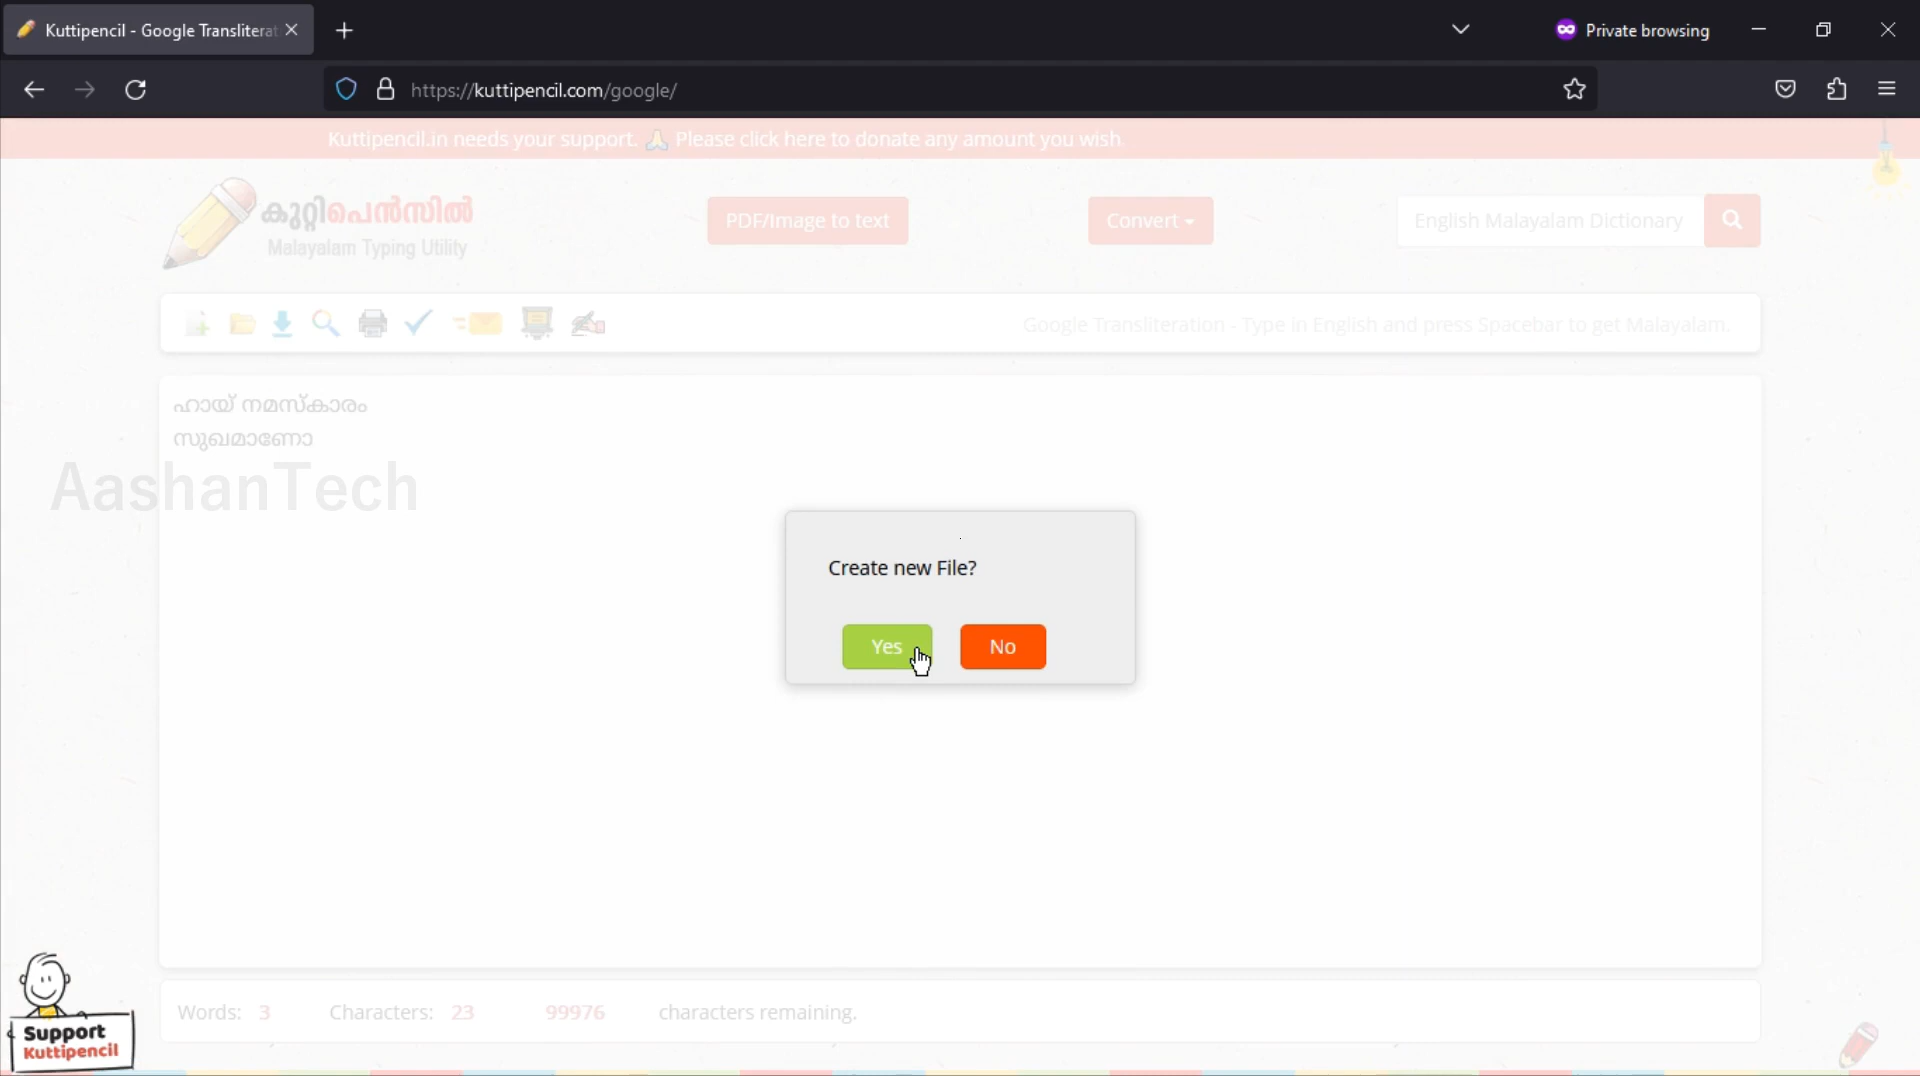 Kuttipencil - Google Transliterat
Private browsing
https://kuttipencil.com/google/
Kuttipencil.in needs your support. 🙏 Please click here to donate any amount you wish.
കുറ്റിപെൻസിൽ
Malayalam Typing Utility
PDF/Image to text
Convert
English Malayalam Dictionary
Google Transliteration - Type in English and press Spacebar to get Malayalam.
ഹായ് നമസ്കാരം
സുഖമാണോ
AashanTech
Create new File?
Yes
No
Words: 3 Characters: 23 99976 characters remaining.
Support
Kuttipencil